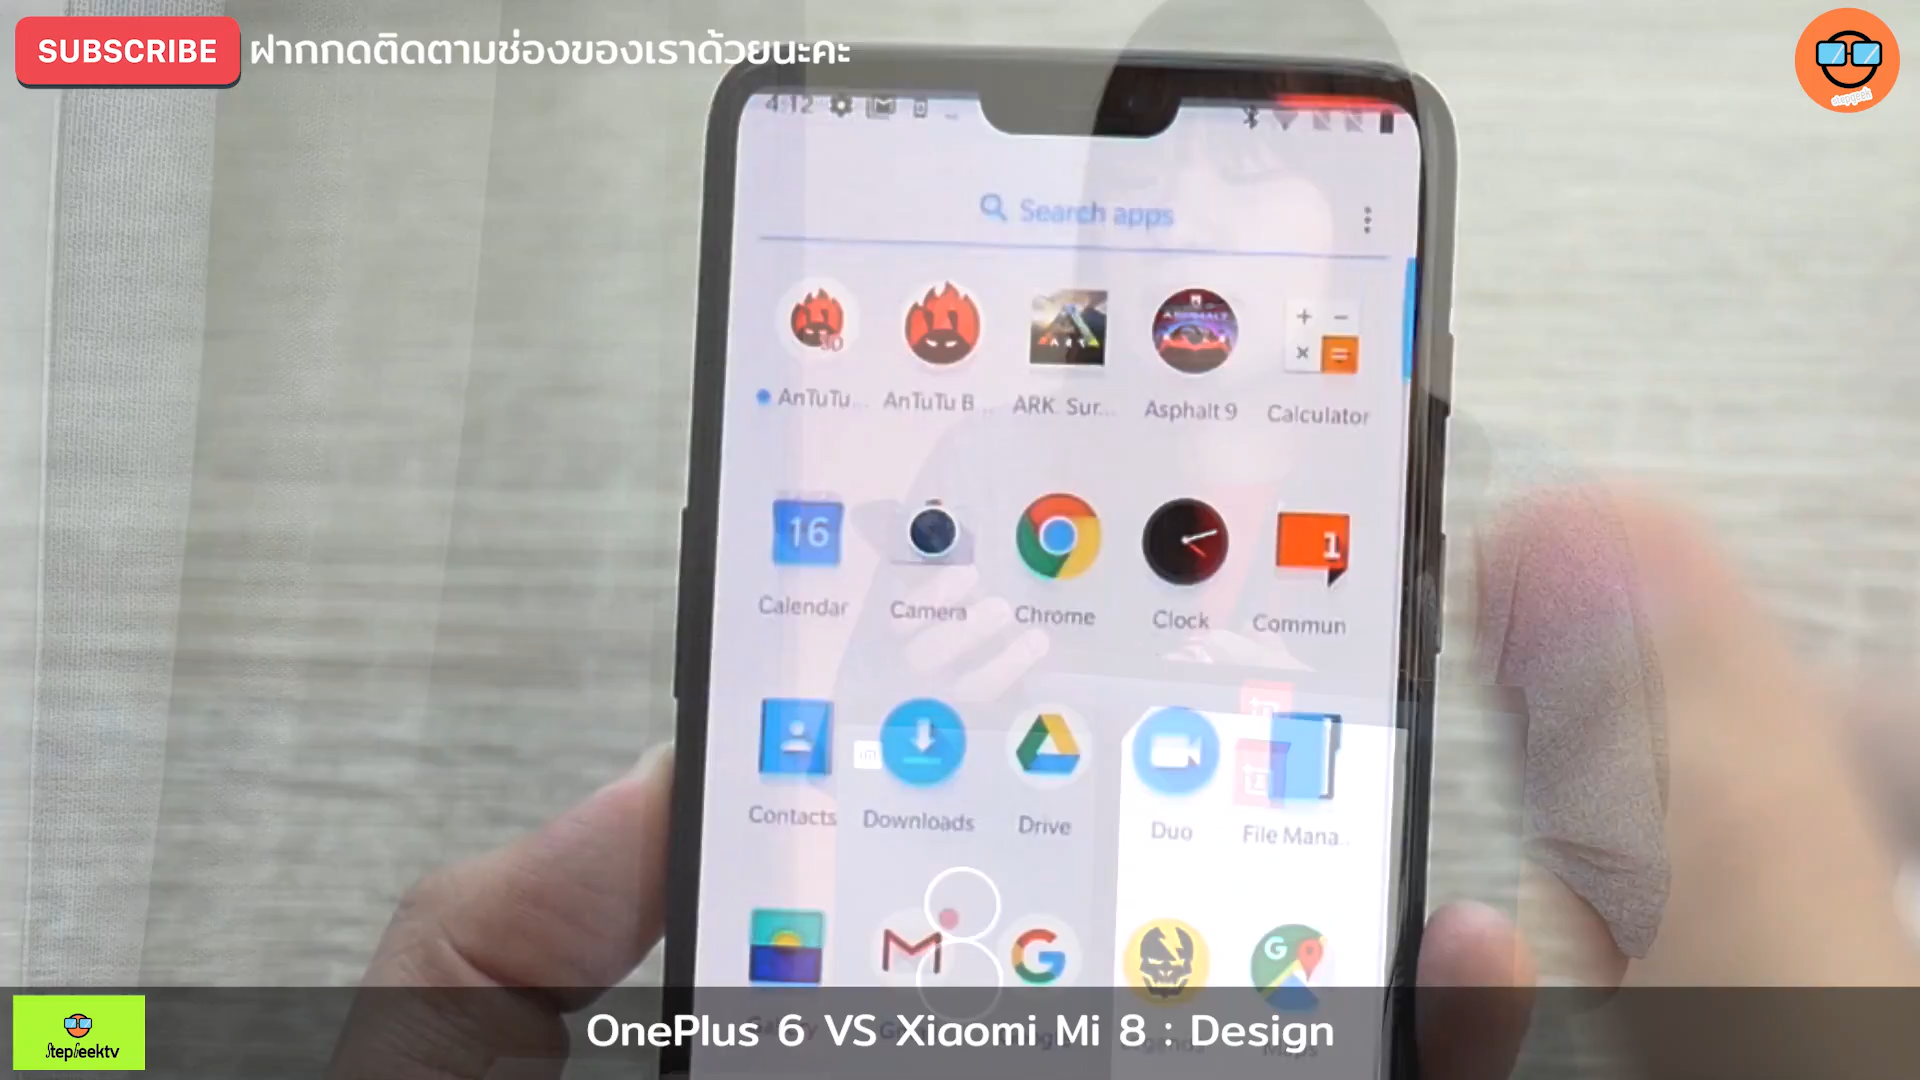 SUBSCRIBE ฝากกดติดตามช่องของเราด้วยนะคะ
stepgeek
4:12
Search apps
AnTuTu... AnTuTu B... ARK Sur... Asphalt 9 Calculator
16
1
Calendar Camera Chrome Clock Commun
Contacts Downloads Drive Duo File Mana..
8
OnePlus 6 VS Xiaomi Mi 8 : Design
StepGeektv